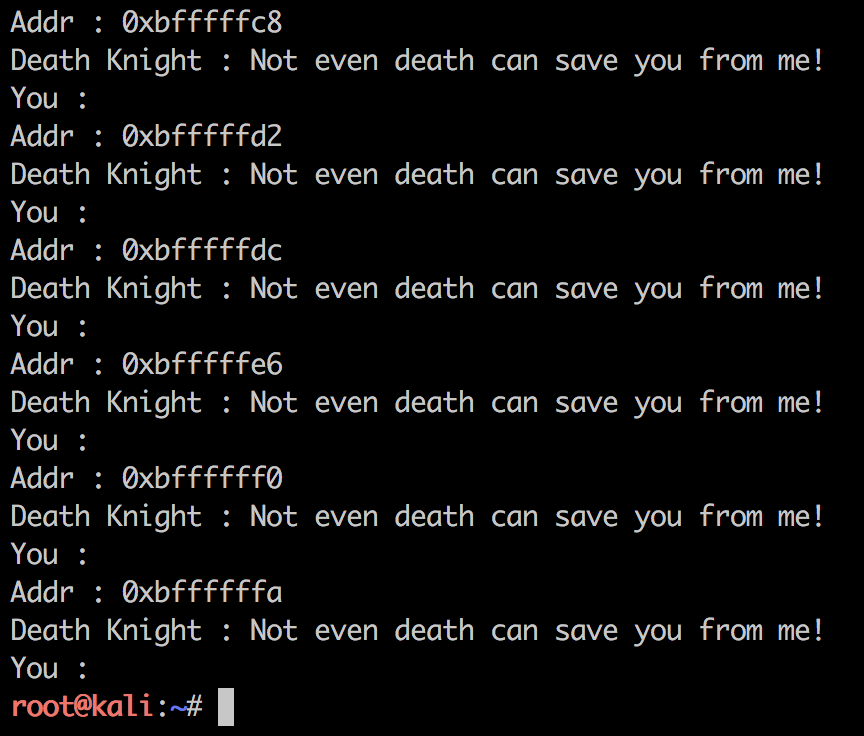 Addr : 0xbfffffc8
Death Knight : Not even death can save you from me!
You :
Addr : 0xbfffffd2
Death Knight : Not even death can save you from me!
You :
Addr : 0xbfffffdc
Death Knight : Not even death can save you from me!
You :
Addr : 0xbfffffe6
Death Knight : Not even death can save you from me!
You :
Addr : 0xbffffff0
Death Knight : Not even death can save you from me!
You :
Addr : 0xbffffffa
Death Knight : Not even death can save you from me!
You :
root@kali:~#